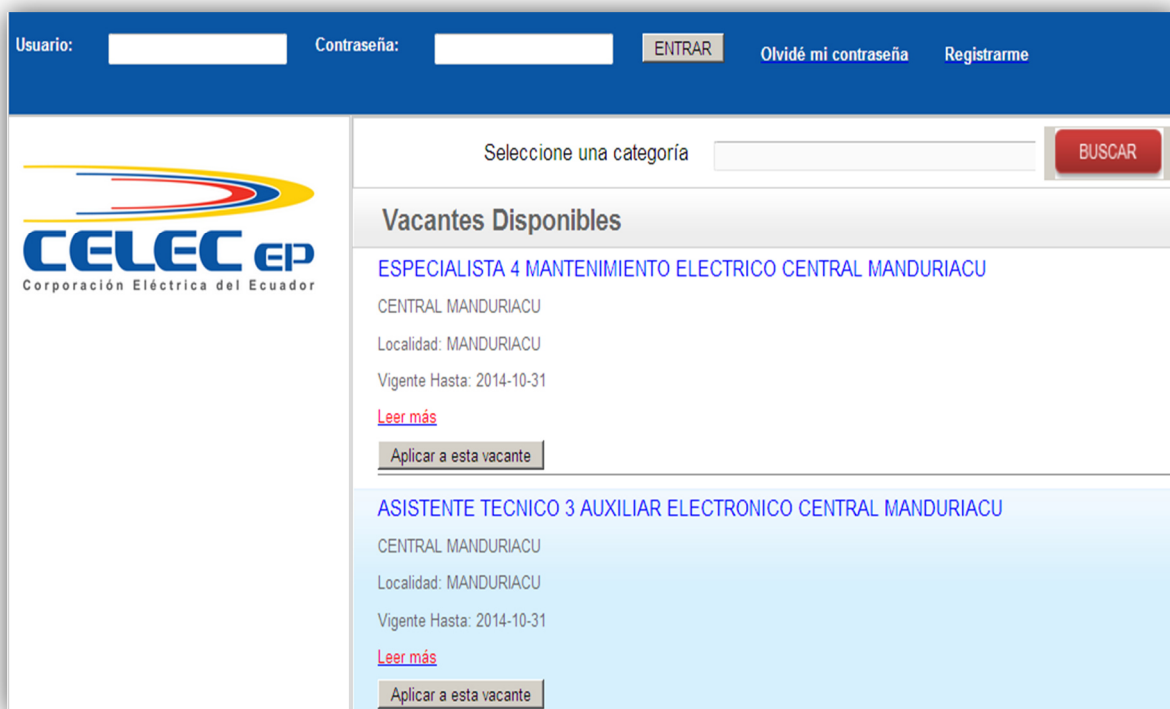 Usuario: Contraseña: ENTRAR Olvidé mi contraseña Registrarme
Seleccione una categoría BUSCAR
CELEC EP
Corporación Eléctrica del Ecuador
Vacantes Disponibles
ESPECIALISTA 4 MANTENIMIENTO ELECTRICO CENTRAL MANDURIACU
CENTRAL MANDURIACU
Localidad: MANDURIACU
Vigente Hasta: 2014-10-31
Leer más
Aplicar a esta vacante
ASISTENTE TECNICO 3 AUXILIAR ELECTRONICO CENTRAL MANDURIACU
CENTRAL MANDURIACU
Localidad: MANDURIACU
Vigente Hasta: 2014-10-31
Leer más
Aplicar a esta vacante